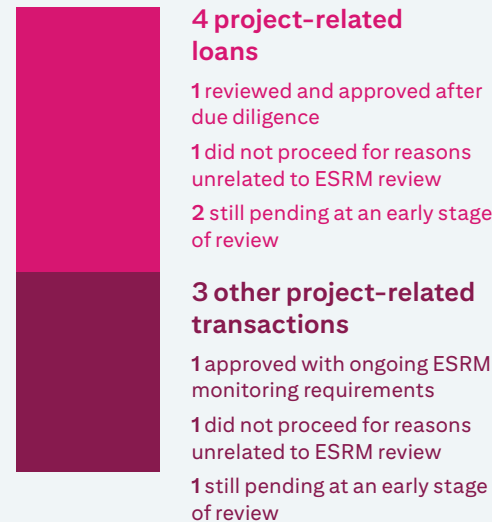 4 project-related
loans
1 reviewed and approved after
due diligence
1 did not proceed for reasons
unrelated to ESRM review
2 still pending at an early stage
of review
3 other project-related
transactions
1 approved with ongoing ESRM
monitoring requirements
1 did not proceed for reasons
unrelated to ESRM review
1 still pending at an early stage
of review